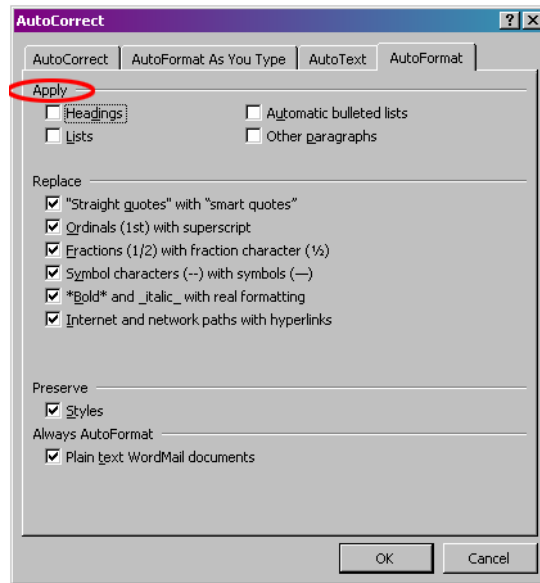 AutoCorrect
AutoCorrect AutoFormat As You Type AutoText AutoFormat
Apply
Headings Automatic bulleted lists
Lists Other paragraphs
Replace
"Straight quotes" with “smart quotes”
Ordinals (1st) with superscript
Fractions (1/2) with fraction character (½)
Symbol characters (--) with symbols (—)
*Bold* and _italic_ with real formatting
Internet and network paths with hyperlinks
Preserve
Styles
Always AutoFormat
Plain text WordMail documents
OK Cancel